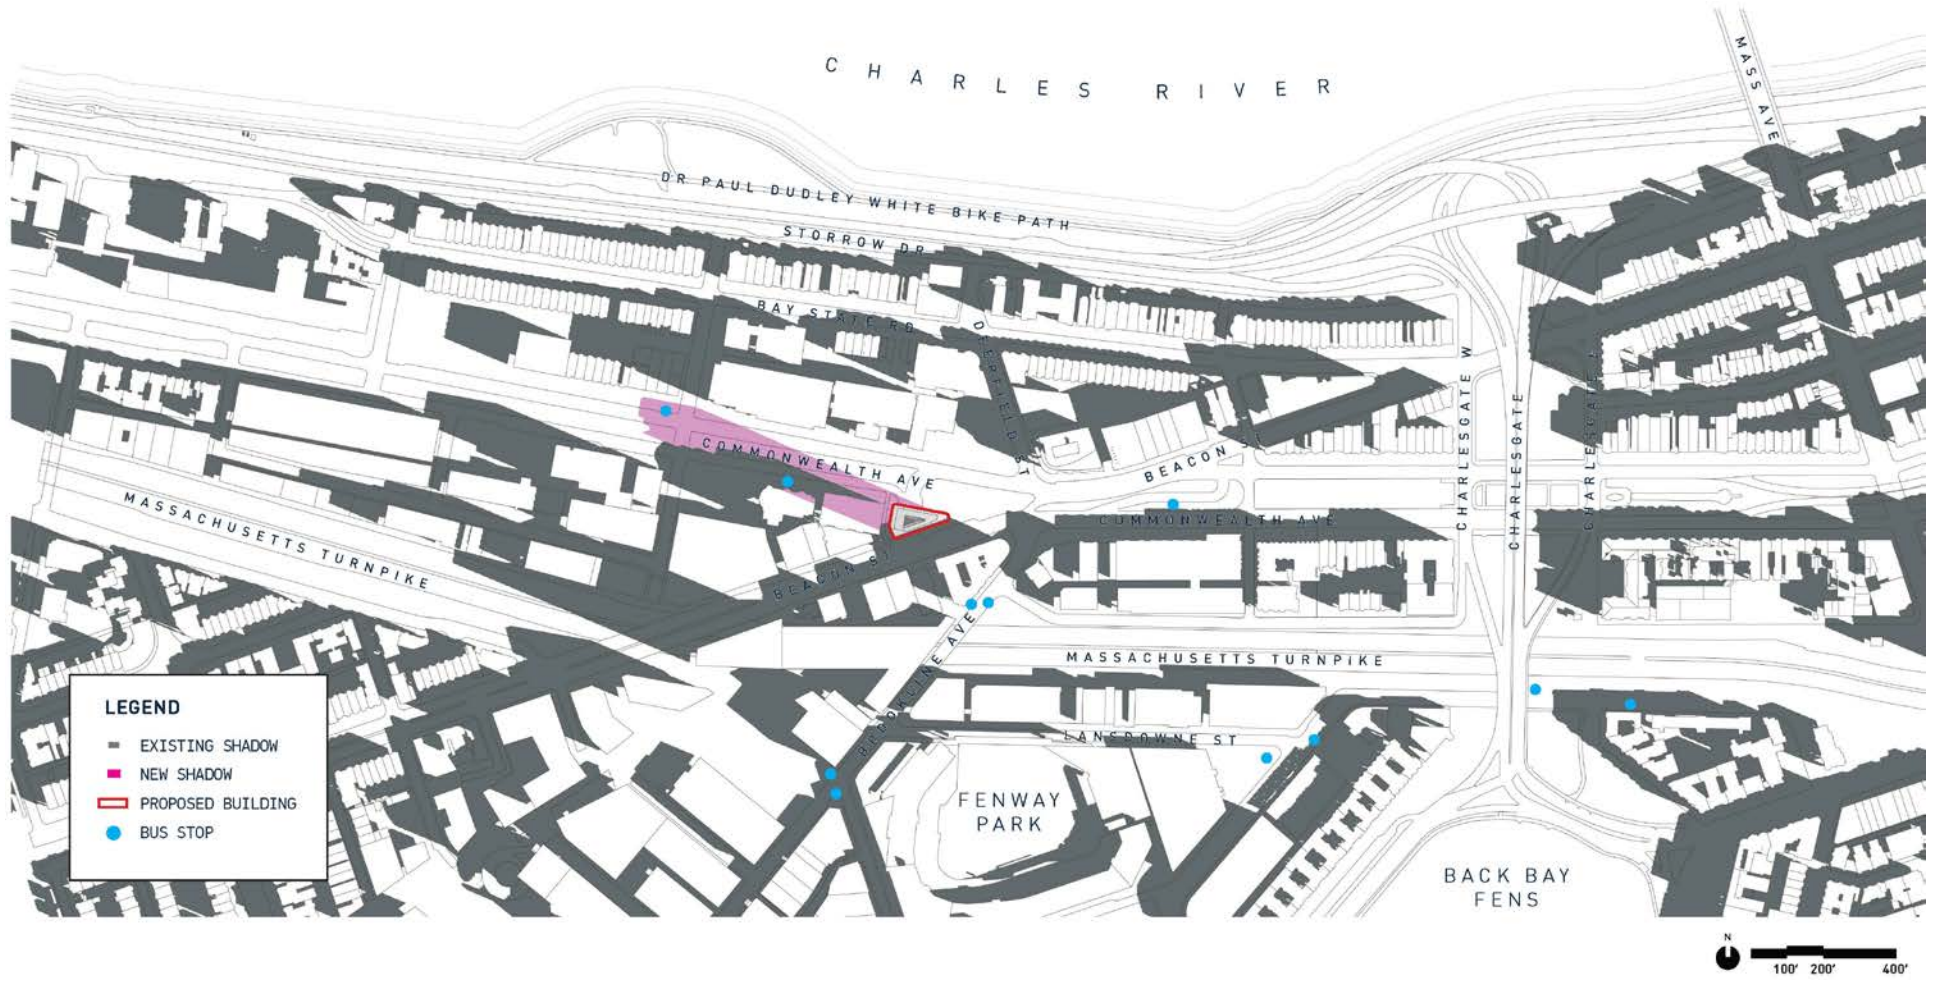 CHARLES RIVER
MASS AVE
DR PAUL DUDLEY WHITE BIKE PATH
STORROW DR
BAY STATE RD
DEERFIELD ST
COMMONWEALTH AVE
BEACON
CHARLESGATE W
CHARLESGATE
CHARLESGATE E
COMMONWEALTH AVE
MASSACHUSETTS TURNPIKE
BEACON ST
BROOKLINE AVE
MASSACHUSETTS TURNPIKE
LANSDOWNE ST
FENWAY
PARK
BACK BAY
FENS
LEGEND
EXISTING SHADOW
NEW SHADOW
PROPOSED BUILDING
BUS STOP
N
100' 200' 400'